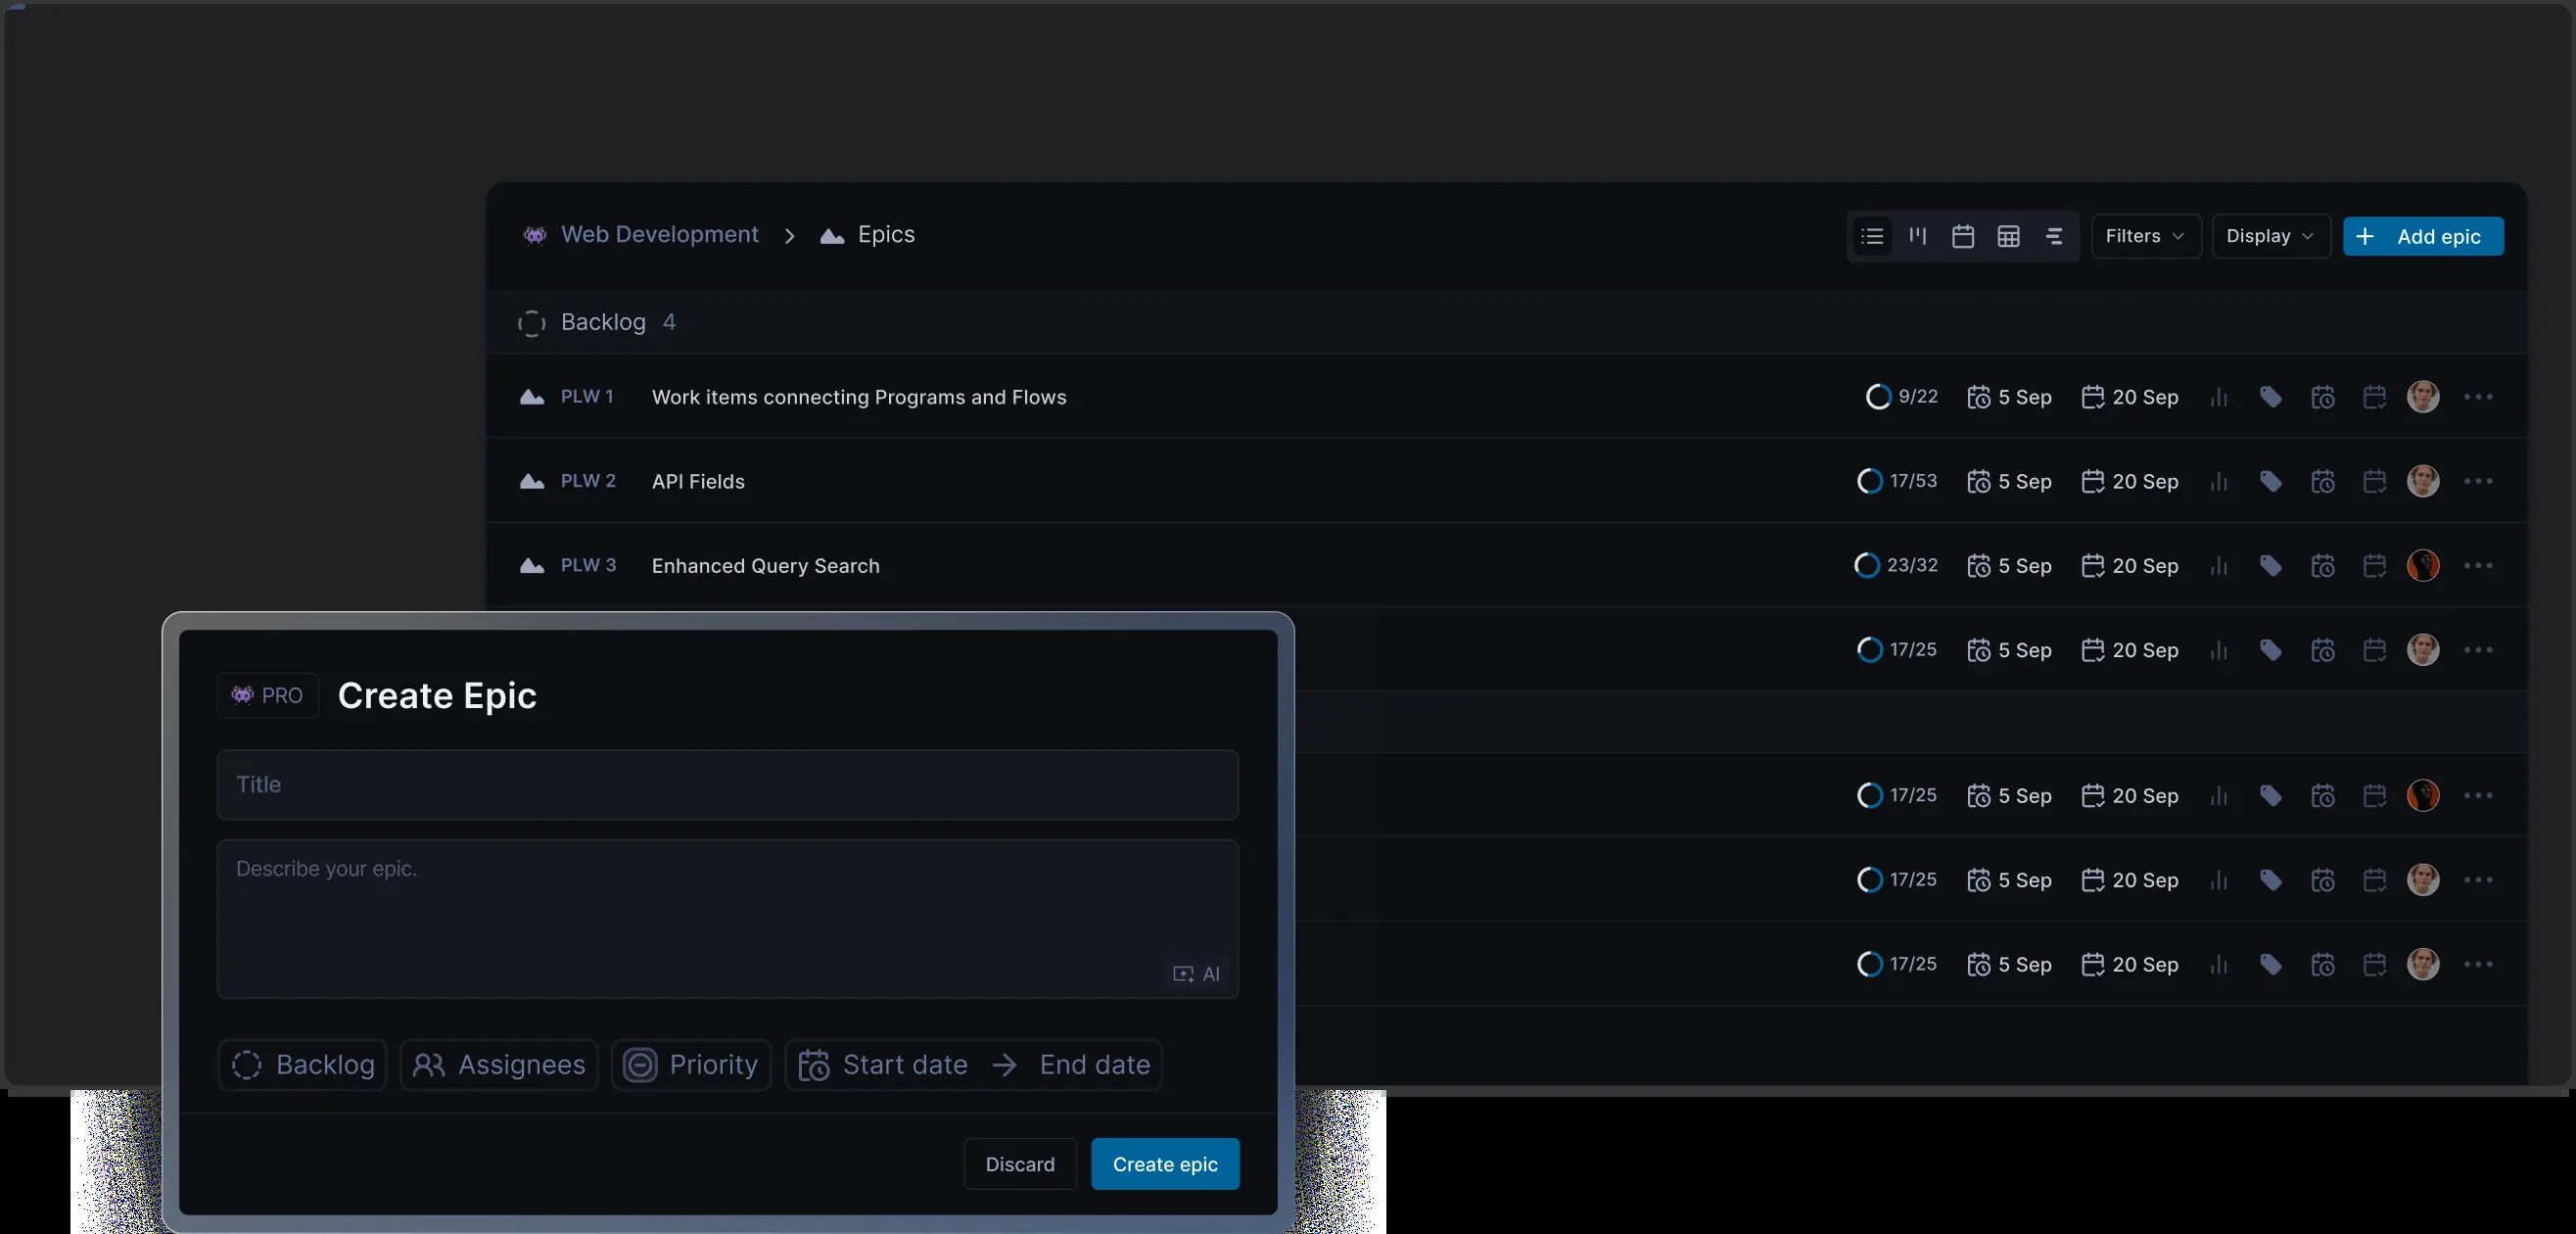 Web Development > Epics
Filters Display + Add epic
Backlog 4
PLW 1 Work items connecting Programs and Flows 9/22 5 Sep 20 Sep
PLW 2 API Fields 17/53 5 Sep 20 Sep
PLW 3 Enhanced Query Search 23/32 5 Sep 20 Sep
17/25 5 Sep 20 Sep
17/25 5 Sep 20 Sep
17/25 5 Sep 20 Sep
17/25 5 Sep 20 Sep
PRO Create Epic
Title
Describe your epic.
AI
Backlog Assignees Priority Start date → End date
Discard Create epic